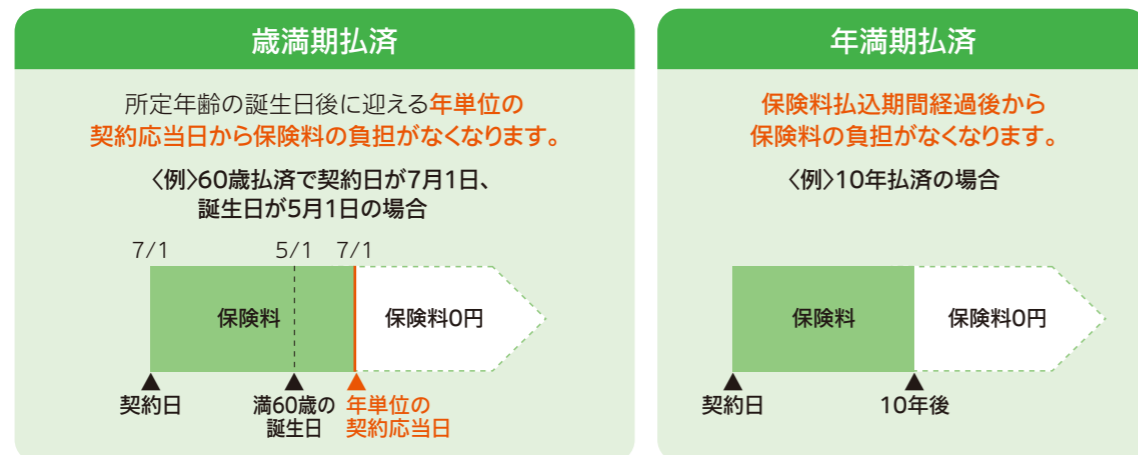 歳満期払済
所定年齢の誕生日後に迎える年単位の
契約応当日から保険料の負担がなくなります。
〈例〉60歳払済で契約日が7月1日、
誕生日が5月1日の場合
7/1 5/1 7/1
保険料 保険料0円
契約日 満60歳の 年単位の
誕生日 契約応当日
年満期払済
保険料払込期間経過後から
保険料の負担がなくなります。
〈例〉10年払済の場合
保険料 保険料0円
契約日 10年後